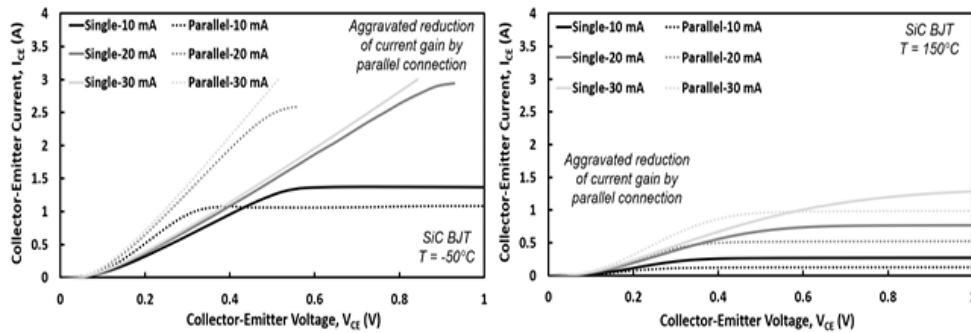 4
3.5
3
2.5
2
1.5
1
0.5
0
Collector-Emitter Current, I_CE (A)
Single-10 mA
Parallel-10 mA
Single-20 mA
Parallel-20 mA
Single-30 mA
Parallel-30 mA
Aggravated reduction
of current gain by
parallel connection
SiC BJT
T = -50°C
0 0.2 0.4 0.6 0.8 1
Collector-Emitter Voltage, V_CE (V)
4
3.5
3
2.5
2
1.5
1
0.5
0
Collector-Emitter Current, I_CE (A)
Single-10 mA
Parallel-10 mA
Single-20 mA
Parallel-20 mA
Single-30 mA
Parallel-30 mA
SiC BJT
T = 150°C
Aggravated reduction
of current gain by
parallel connection
0 0.2 0.4 0.6 0.8 1
Collector-Emitter Voltage, V_CE (V)